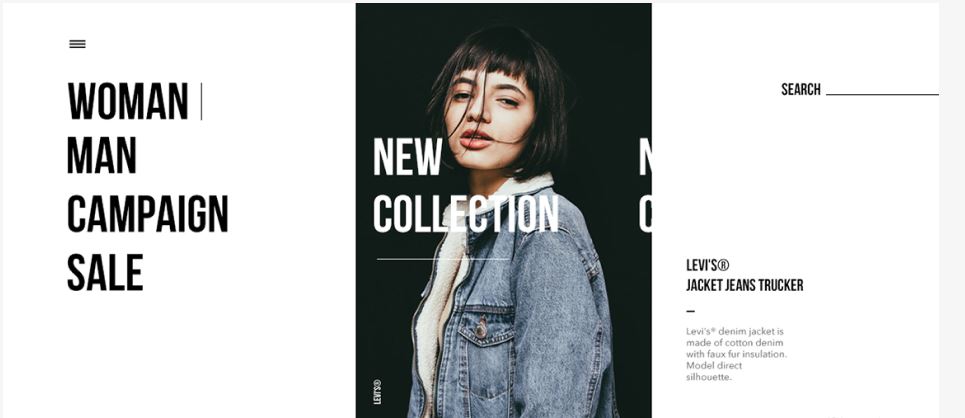 WOMAN |
MAN
CAMPAIGN
SALE
NEW
COLLECTION
N
C
LEVI'S®
SEARCH
LEVI'S®
JACKET JEANS TRUCKER
Levi's® denim jacket is
made of cotton denim
with faux fur insulation.
Model direct
silhouette.